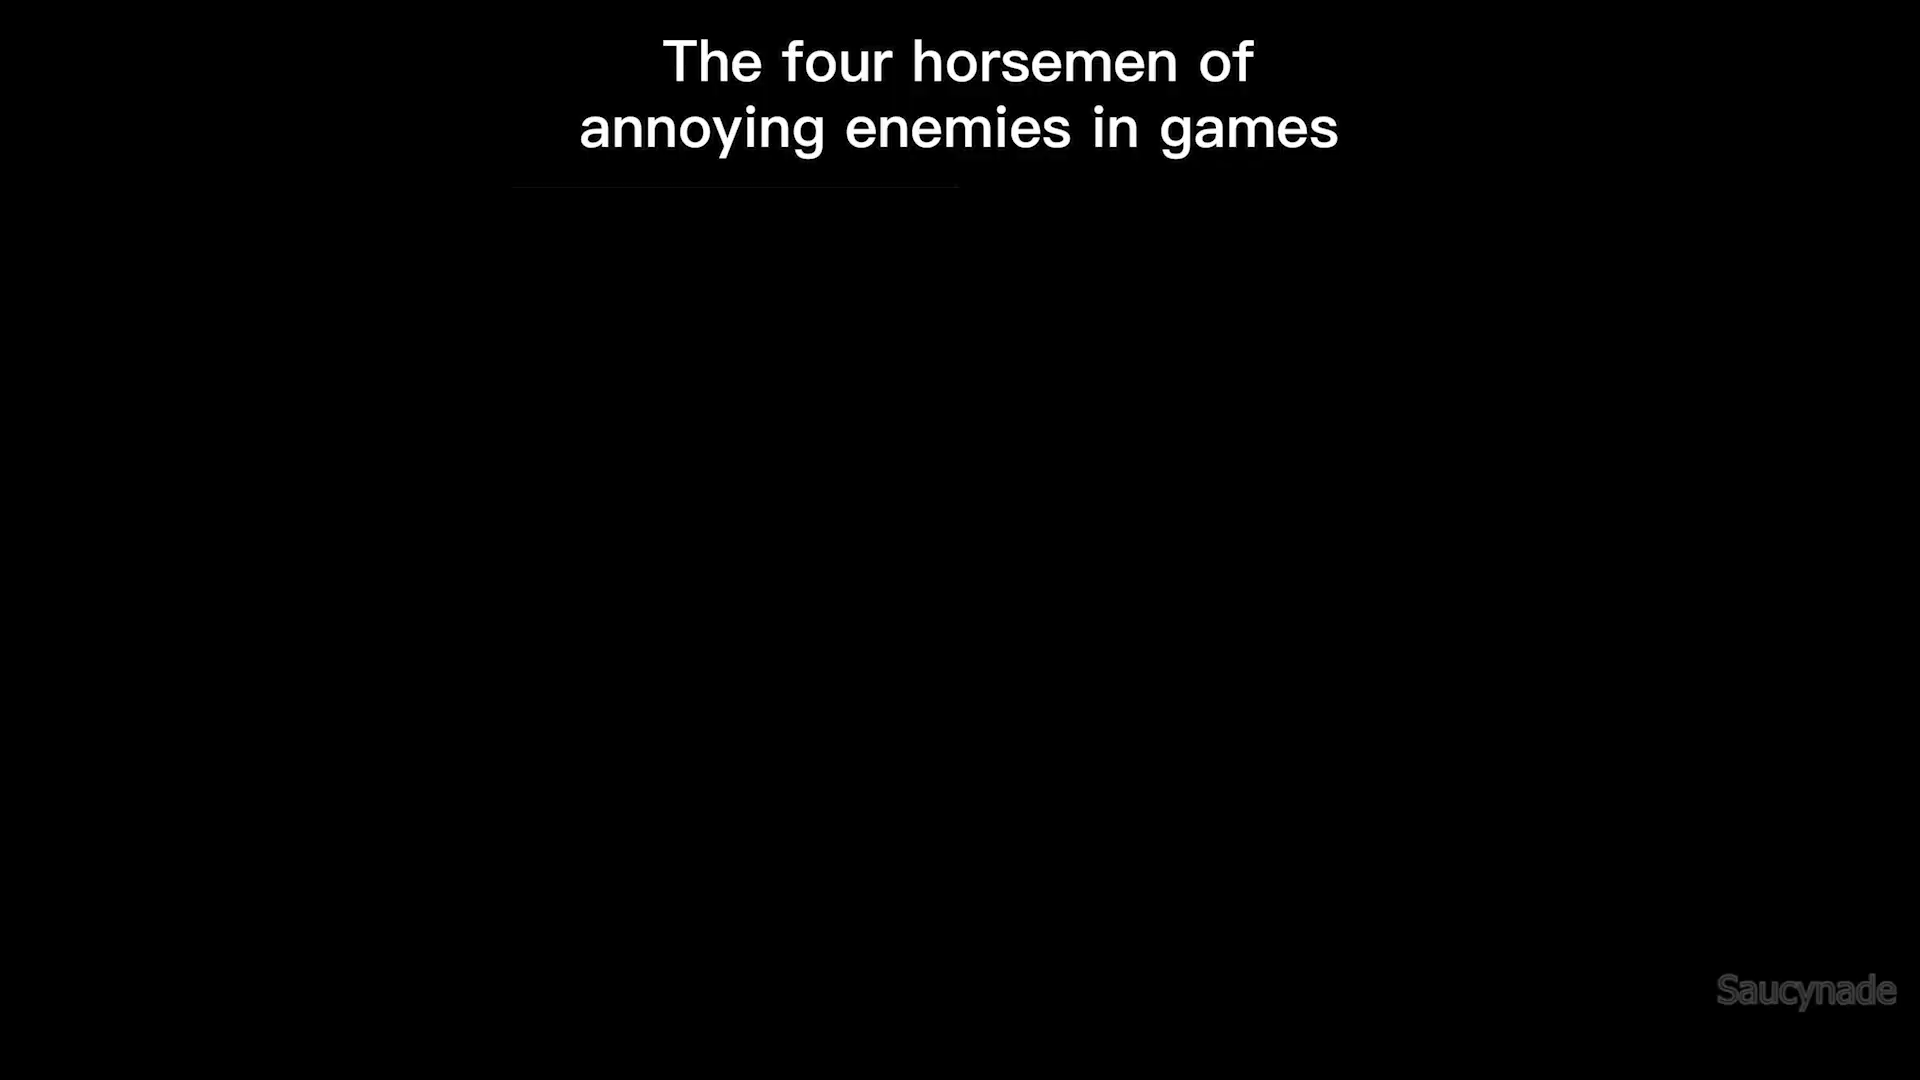 The four horsemen of
annoying enemies in games
Saucynade